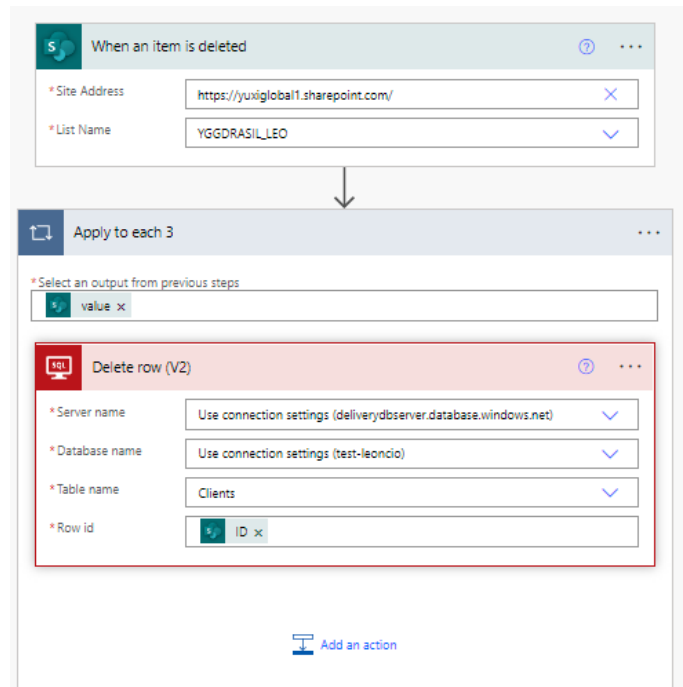 S When an item is deleted ? ...
* Site Address https://yuxiglobal1.sharepoint.com/
* List Name YGGDRASIL_LEO
Apply to each 3 ...
* Select an output from previous steps
S value x
SQL Delete row (V2) ? ...
* Server name Use connection settings (deliverydbserver.database.windows.net)
* Database name Use connection settings (test-leoncio)
* Table name Clients
* Row id S ID x
Add an action